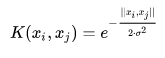 K(x_i, x_j) = e^{-\frac{||x_i, x_j||}{2 \cdot \sigma^2}}